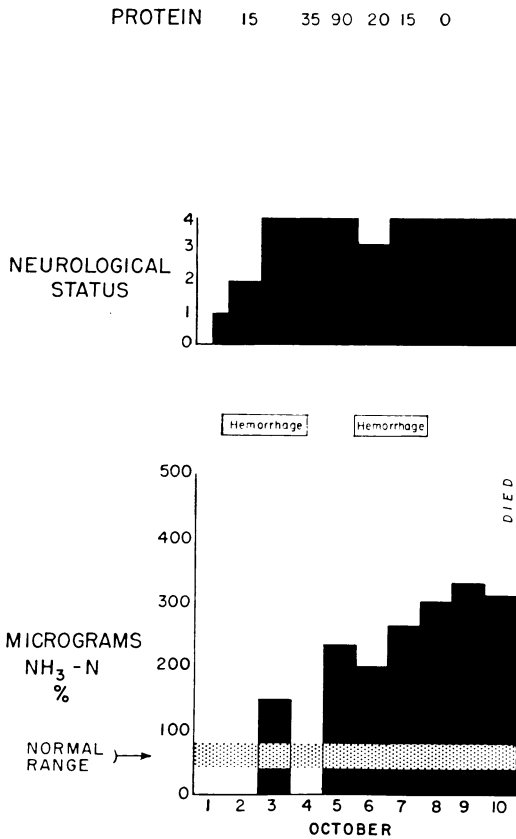 PROTEIN 15 35 90 20 15 0
4
3
NEUROLOGICAL
STATUS
2
1
0
Hemorrhage Hemorrhage
500
DIED
400
300
MICROGRAMS
NH₃-N
%
200
100
NORMAL
RANGE
0
1 2 3 4 5 6 7 8 9 10
OCTOBER